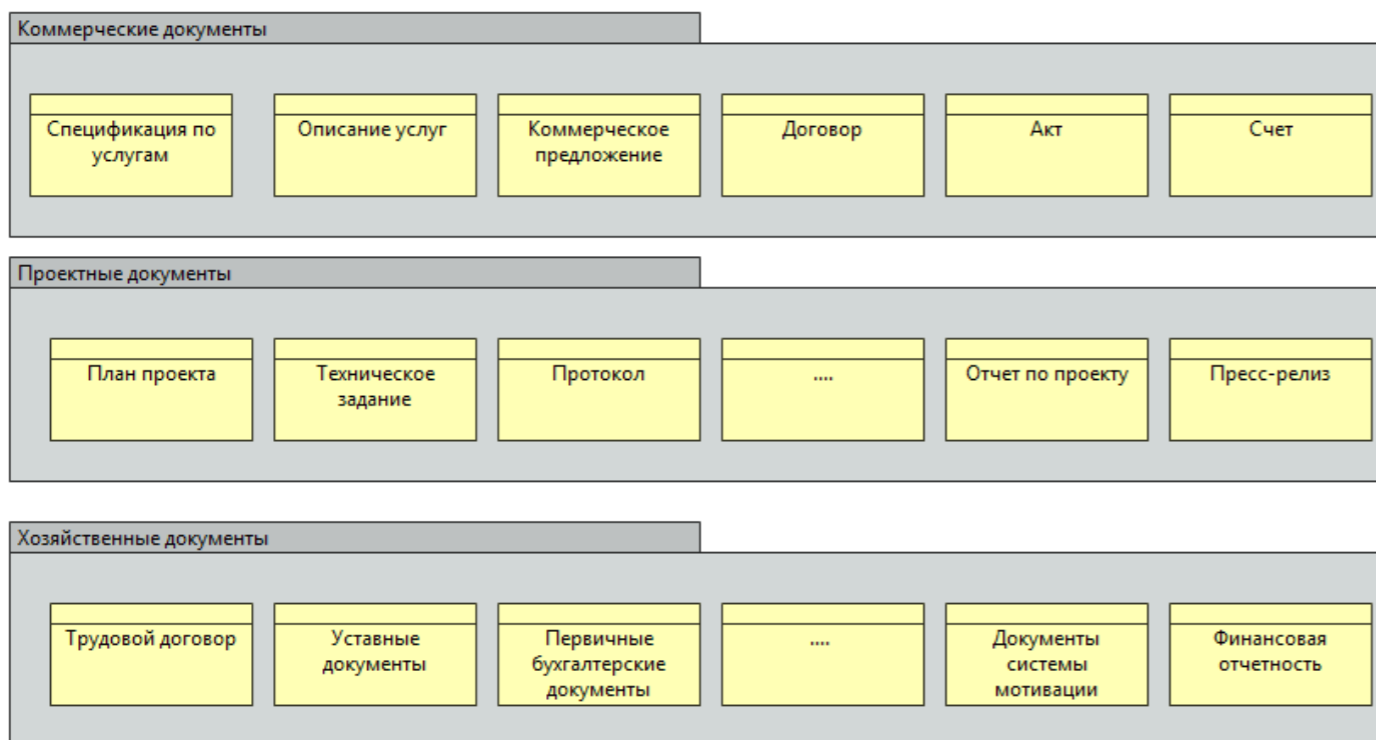 Коммерческие документы
Спецификация по
услугам
Описание услуг
Коммерческое
предложение
Договор
Акт
Счет
Проектные документы
План проекта
Техническое
задание
Протокол
....
Отчет по проекту
Пресс-релиз
Хозяйственные документы
Трудовой договор
Уставные
документы
Первичные
бухгалтерские
документы
....
Документы
системы
мотивации
Финансовая
отчетность